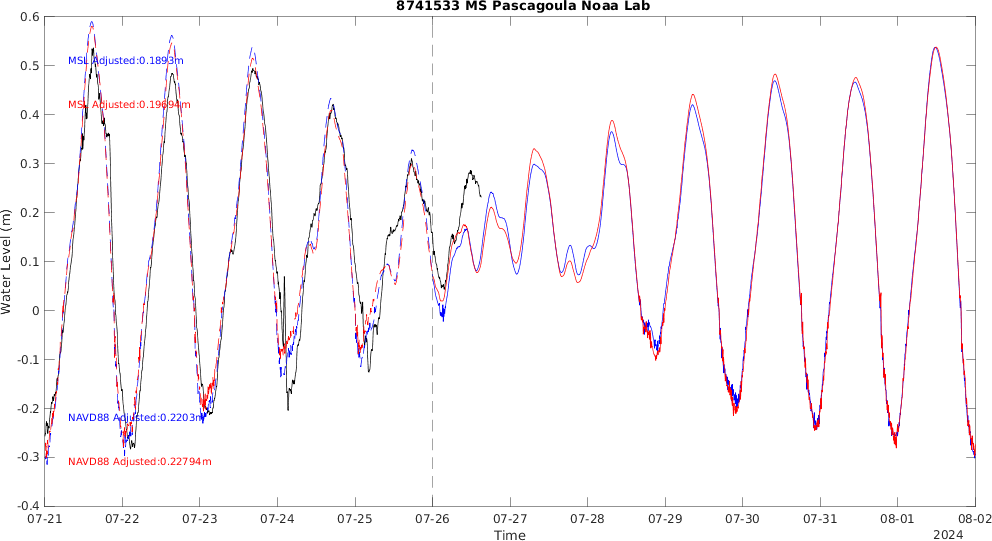 8741533 MS Pascagoula Noaa Lab
0.6
0.5
0.4
0.3
0.2
0.1
0
-0.1
-0.2
-0.3
-0.4
Water Level (m)
MSL Adjusted:0.1893m
MSL Adjusted:0.19694m
NAVD88 Adjusted:0.2203m
NAVD88 Adjusted:0.22794m
07-21 07-22 07-23 07-24 07-25 07-26 07-27 07-28 07-29 07-30 07-31 08-01 08-02
Time
2024